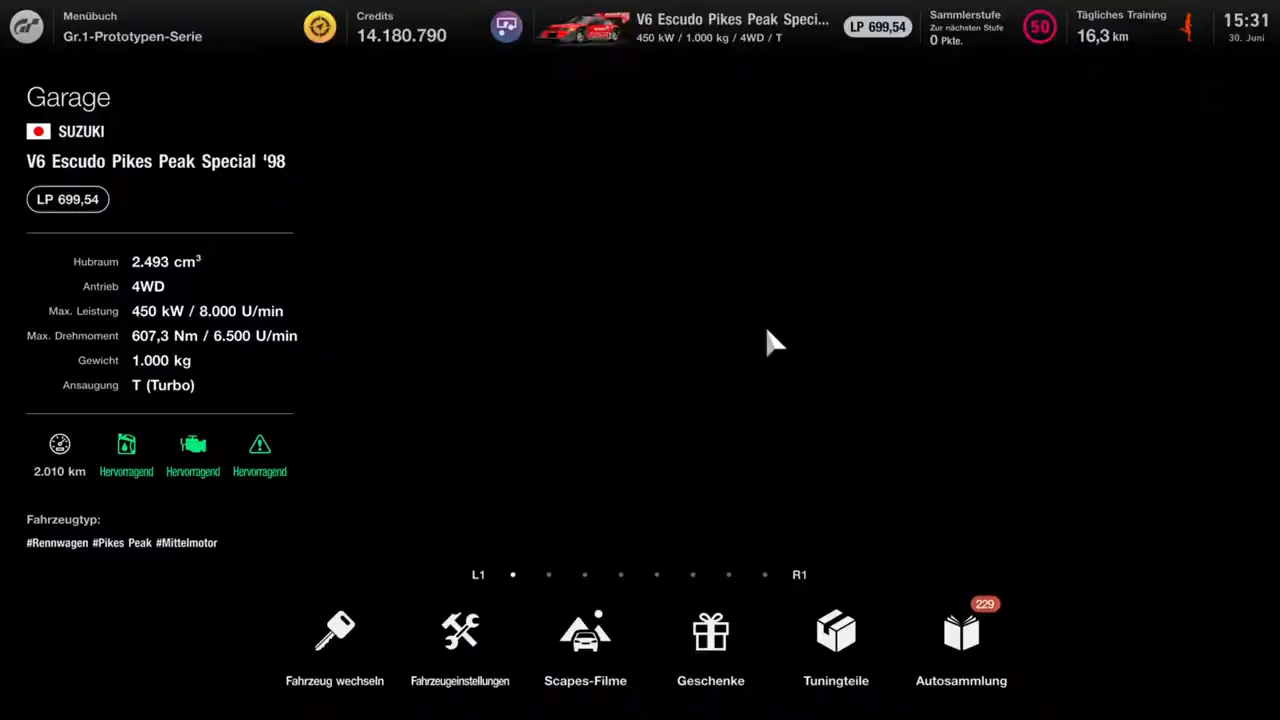 Menübuch
Gr.1-Prototypen-Serie
Credits
14.180.790
V6 Escudo Pikes Peak Speci...
450 kW / 1.000 kg / 4WD / T
LP 699,54
Sammlerstufe
Zur nächsten Stufe
0 Pkte.
50
Tägliches Training
16,3 km
15:31
30. Juni
Garage
SUZUKI
V6 Escudo Pikes Peak Special '98
LP 699,54
Hubraum 2.493 cm³
Antrieb 4WD
Max. Leistung 450 kW / 8.000 U/min
Max. Drehmoment 607,3 Nm / 6.500 U/min
Gewicht 1.000 kg
Ansaugung T (Turbo)
2.010 km Hervorragend Hervorragend Hervorragend
Fahrzeugtyp:
#Rennwagen #Pikes Peak #Mittelmotor
L1 R1
229
Fahrzeug wechseln Fahrzeugeinstellungen Scapes-Filme Geschenke Tuningteile Autosammlung